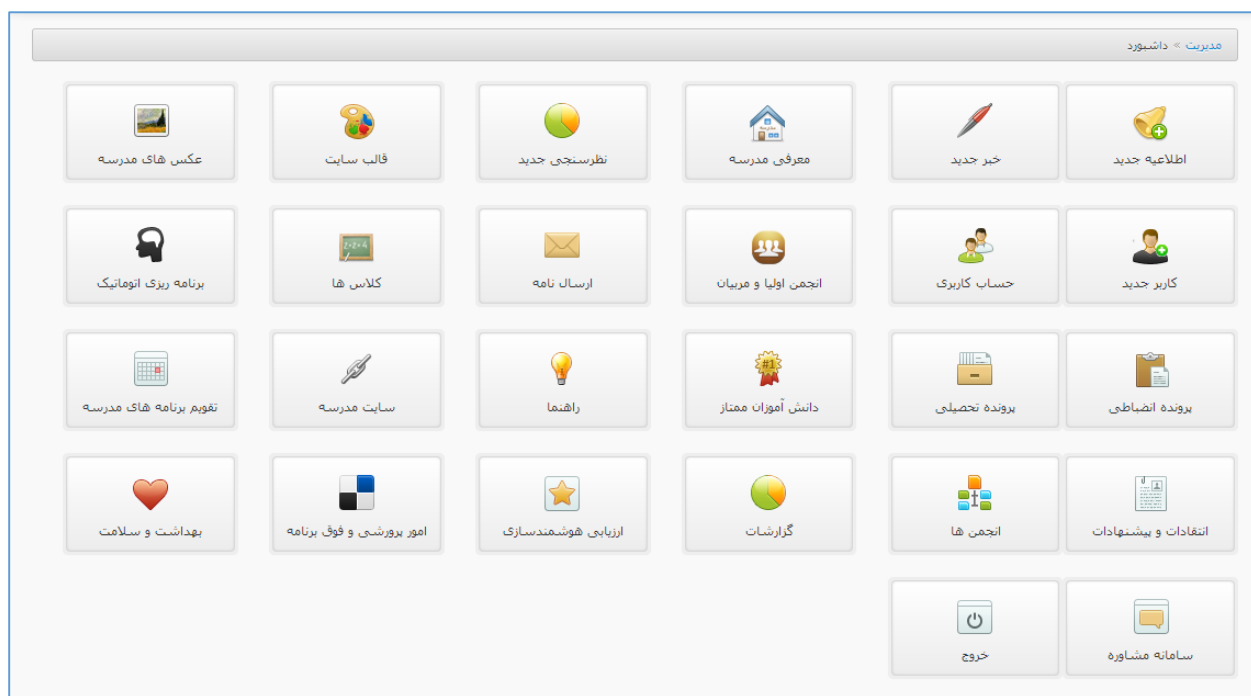 مدیریت » داشبورد
اطلاعیه جدید
خبر جدید
معرفی مدرسه
نظرسنجی جدید
قالب سایت
عکس های مدرسه
کاربر جدید
حساب کاربری
انجمن اولیا و مربیان
ارسال نامه
کلاس ها
برنامه ریزی اتوماتیک
پرونده انضباطی
پرونده تحصیلی
دانش آموزان ممتاز
راهنما
سایت مدرسه
تقویم برنامه های مدرسه
انتقادات و پیشنهادات
انجمن ها
گزارشات
ارزیابی هوشمندسازی
امور پرورشی و فوق برنامه
بهداشت و سلامت
سامانه مشاوره
خروج